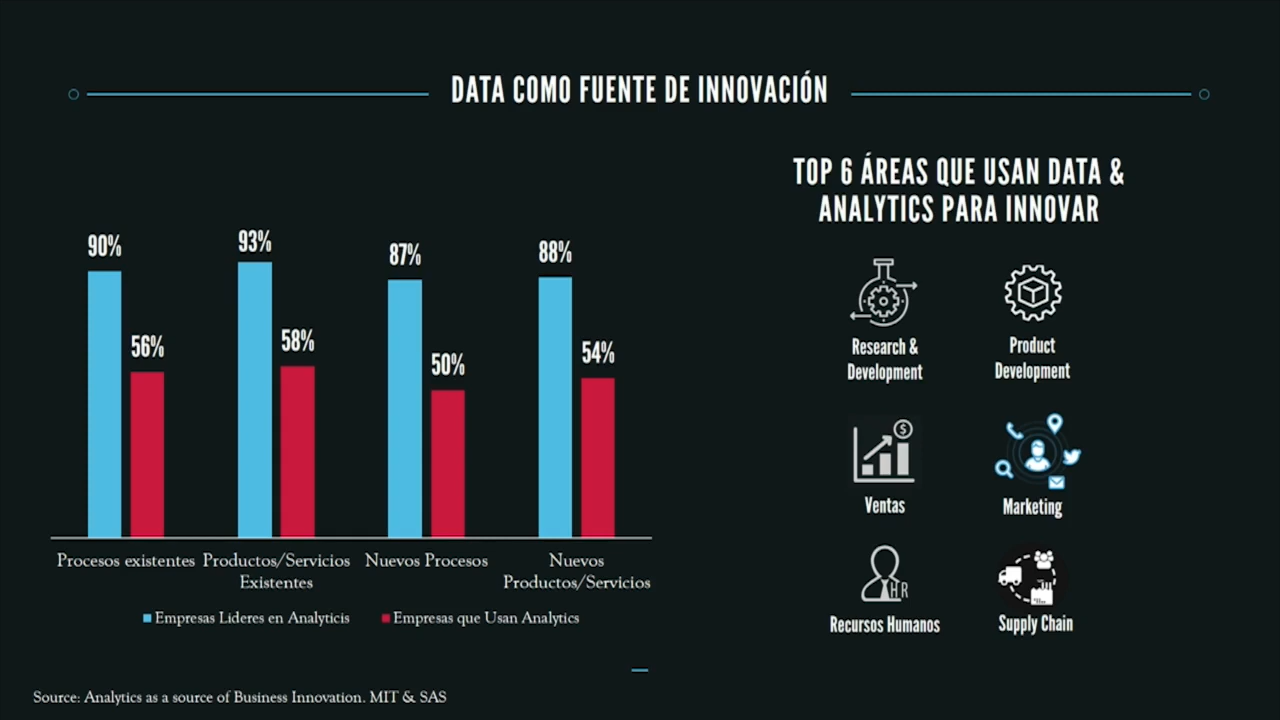 DATA COMO FUENTE DE INNOVACIÓN
TOP 6 ÁREAS QUE USAN DATA &
ANALYTICS PARA INNOVAR
90%
56%
93%
58%
87%
50%
88%
54%
Procesos existentes
Productos/Servicios
Existentes
Nuevos Procesos
Nuevos
Productos/Servicios
Empresas Lideres en Analyticis
Empresas que Usan Analytics
Research &
Development
Product
Development
$
Ventas
Marketing
HR
Recursos Humanos
Supply Chain
Source: Analytics as a source of Business Innovation. MIT & SAS